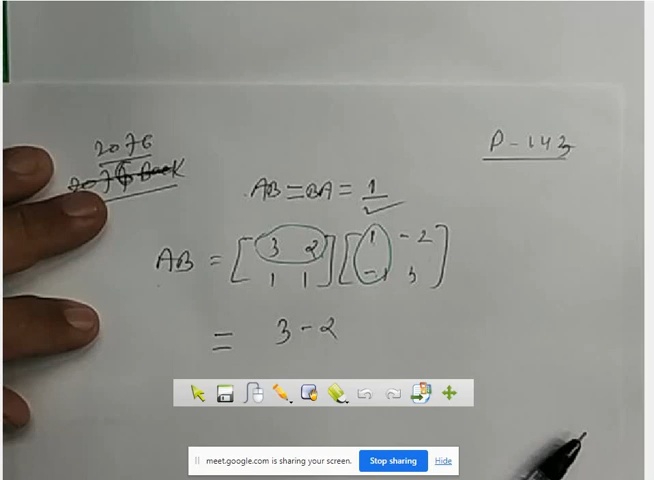 2076
P-143
AB = BA = 1
AB = [ 3 2 ] [ 1 -2 ]
1 1 -1 3
= 3 - 2
meet.google.com is sharing your screen. Stop sharing Hide